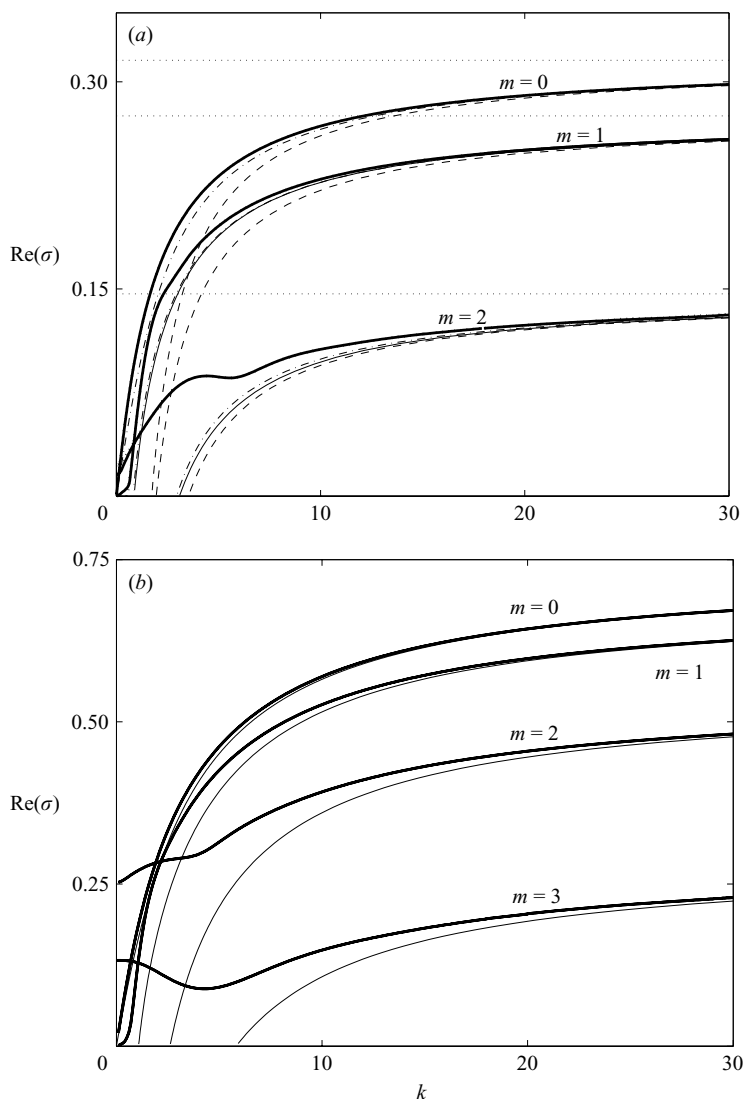 (a)
0.30
m = 0
m = 1
Re(σ)
0.15
m = 2
0 10 20 30
0.75
(b)
m = 0
m = 1
0.50
m = 2
Re(σ)
0.25
m = 3
0 10 20 30
k